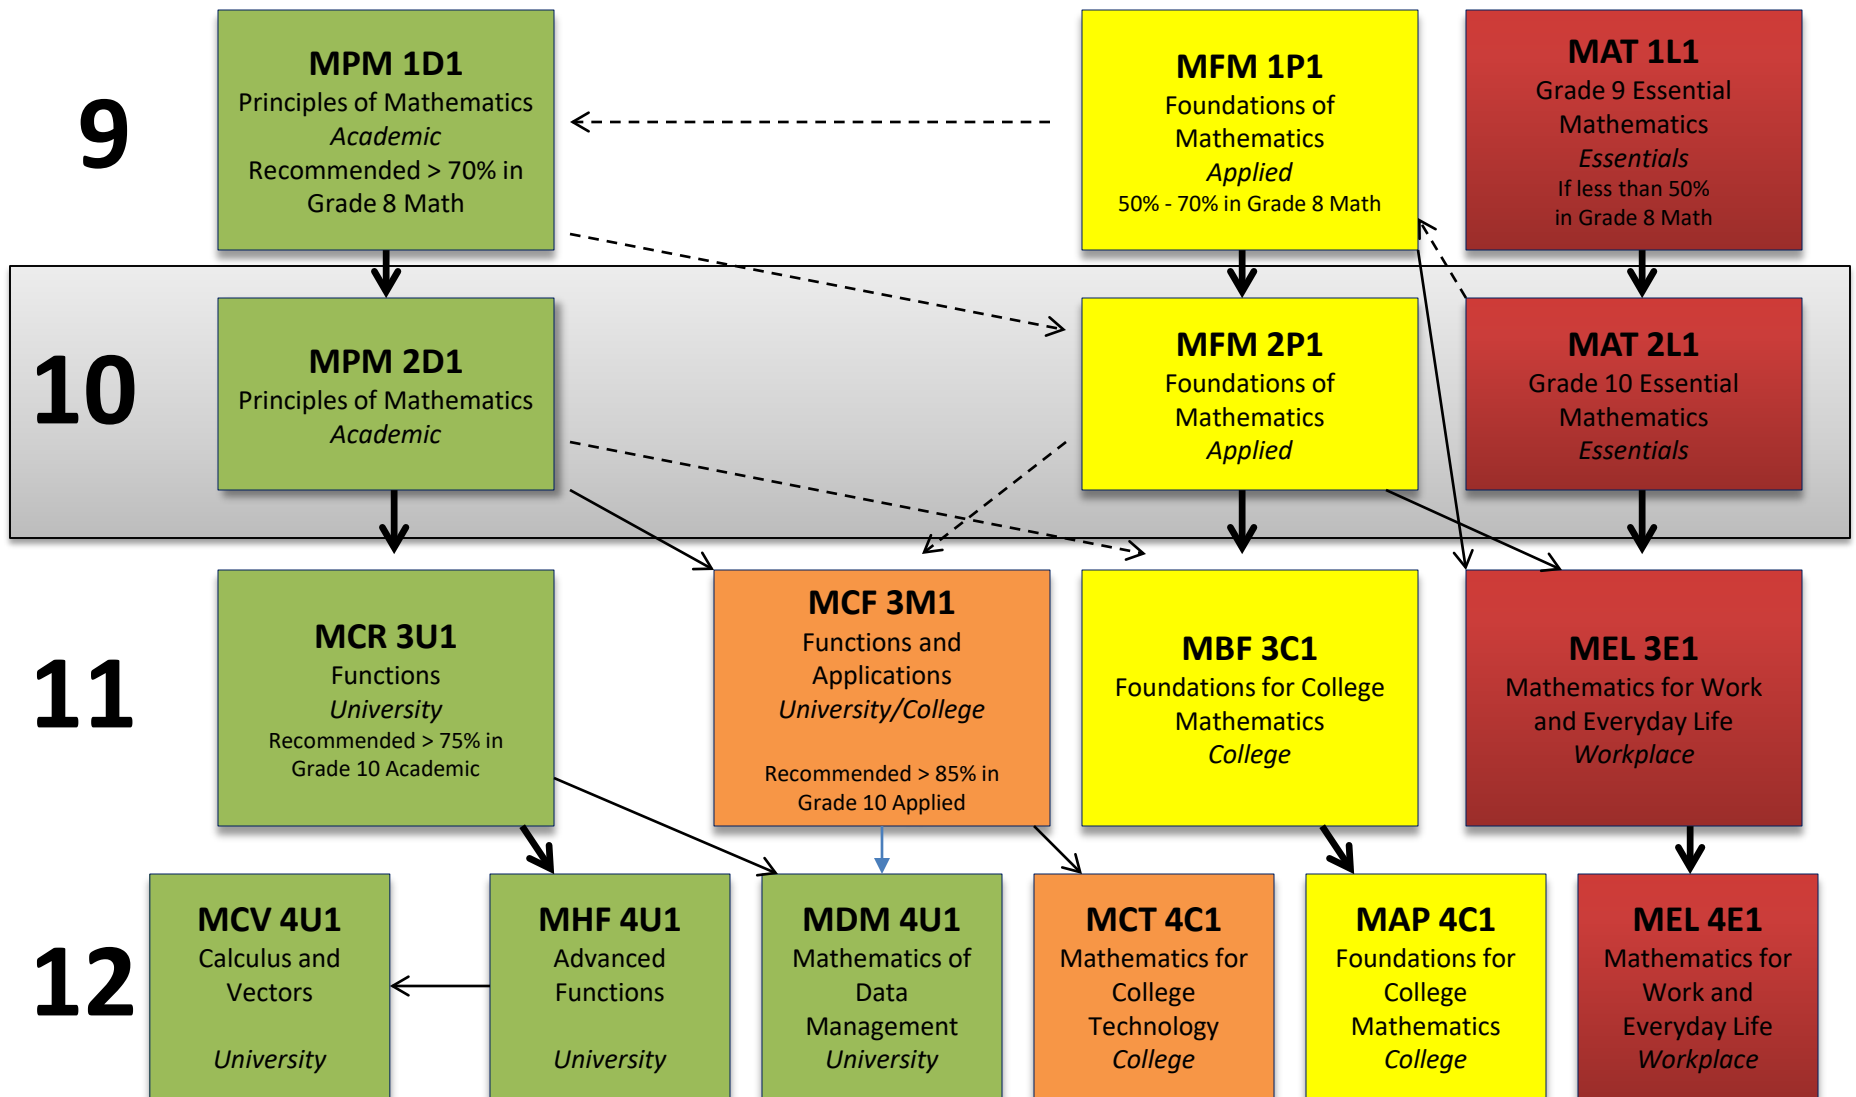 9
MPM 1D1
Principles of Mathematics
Academic
Recommended > 70% in
Grade 8 Math
MFM 1P1
Foundations of
Mathematics
Applied
50% - 70% in Grade 8 Math
MAT 1L1
Grade 9 Essential
Mathematics
Essentials
If less than 50%
in Grade 8 Math
10
MPM 2D1
Principles of Mathematics
Academic
MFM 2P1
Foundations of
Mathematics
Applied
MAT 2L1
Grade 10 Essential
Mathematics
Essentials
11
MCR 3U1
Functions
University
Recommended > 75% in
Grade 10 Academic
MCF 3M1
Functions and
Applications
University/College
Recommended > 85% in
Grade 10 Applied
MBF 3C1
Foundations for College
Mathematics
College
MEL 3E1
Mathematics for Work
and Everyday Life
Workplace
12
MCV 4U1
Calculus and
Vectors
University
MHF 4U1
Advanced
Functions
University
MDM 4U1
Mathematics of
Data
Management
University
MCT 4C1
Mathematics for
College
Technology
College
MAP 4C1
Foundations for
College
Mathematics
College
MEL 4E1
Mathematics for
Work and
Everyday Life
Workplace